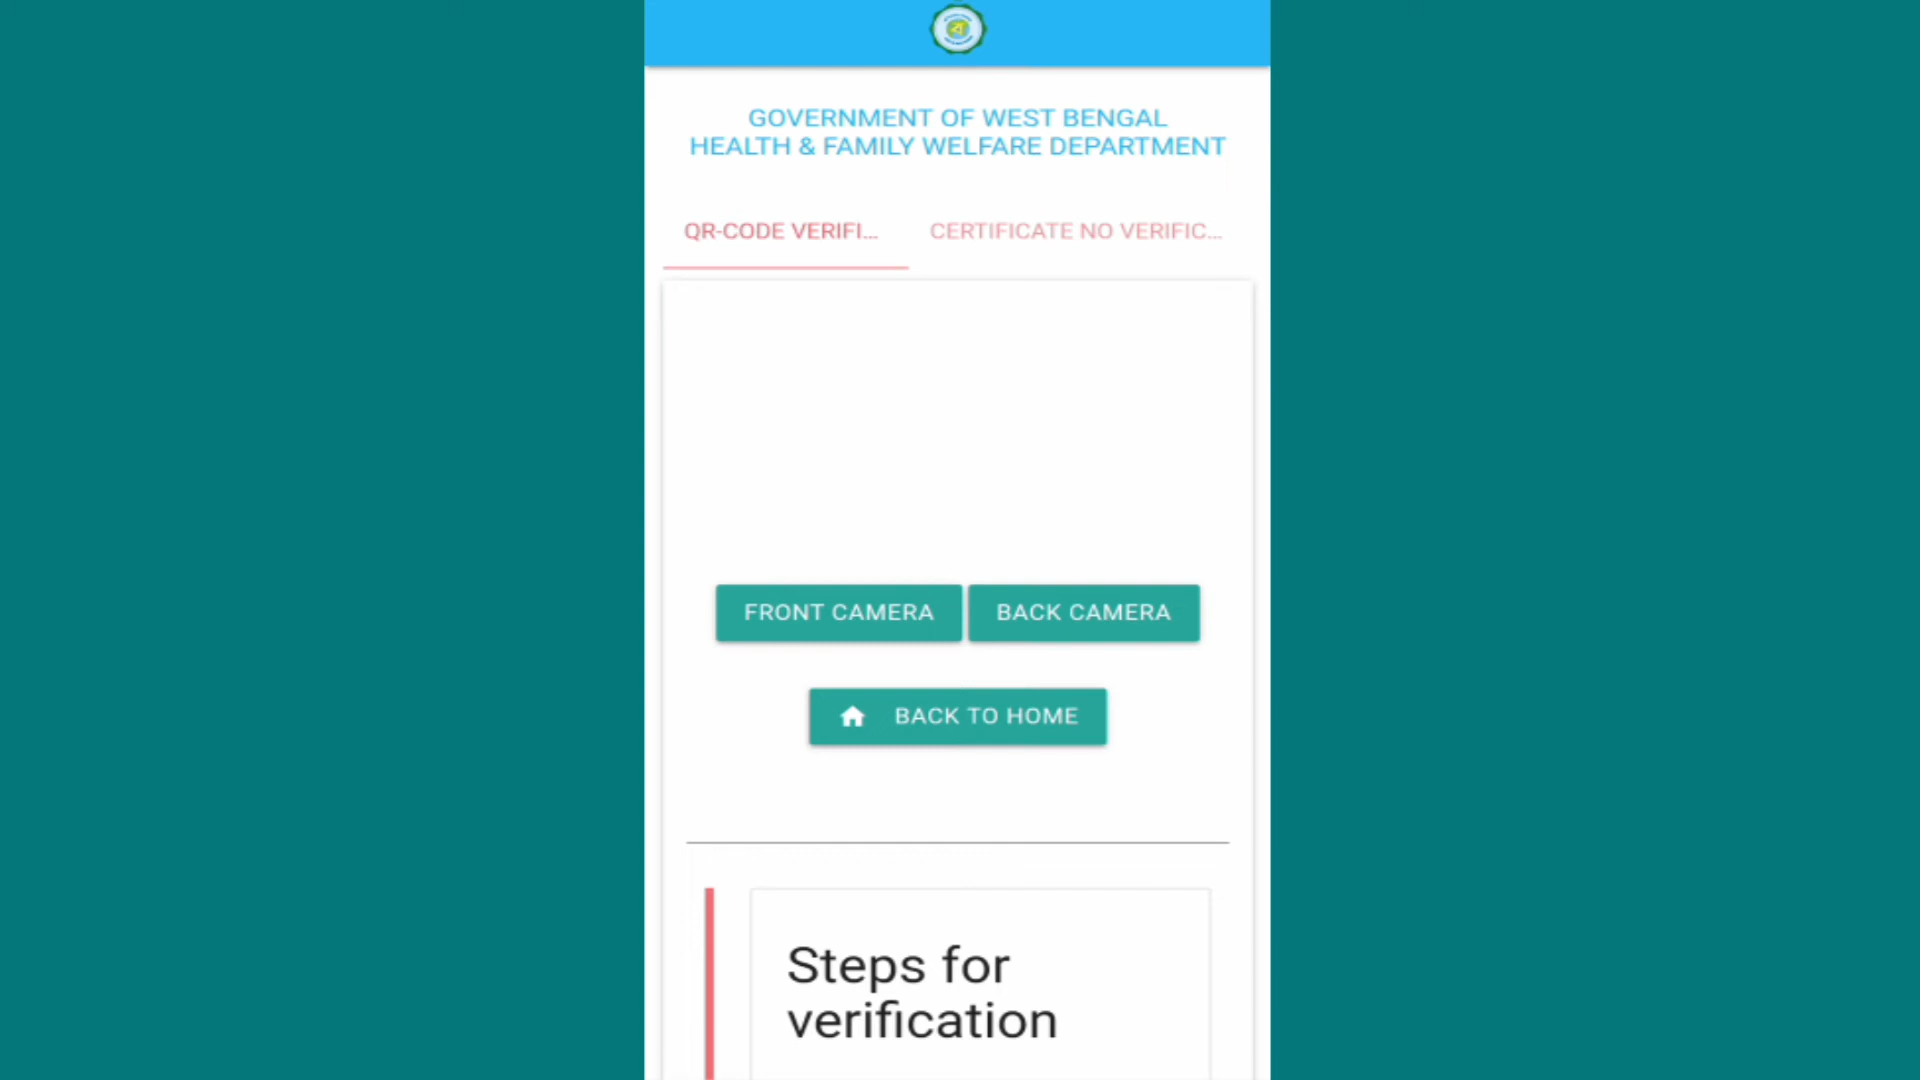 GOVERNMENT OF WEST BENGAL
HEALTH & FAMILY WELFARE DEPARTMENT
QR-CODE VERIFI...
CERTIFICATE NO VERIFIC...
FRONT CAMERA
BACK CAMERA
BACK TO HOME
Steps for
verification